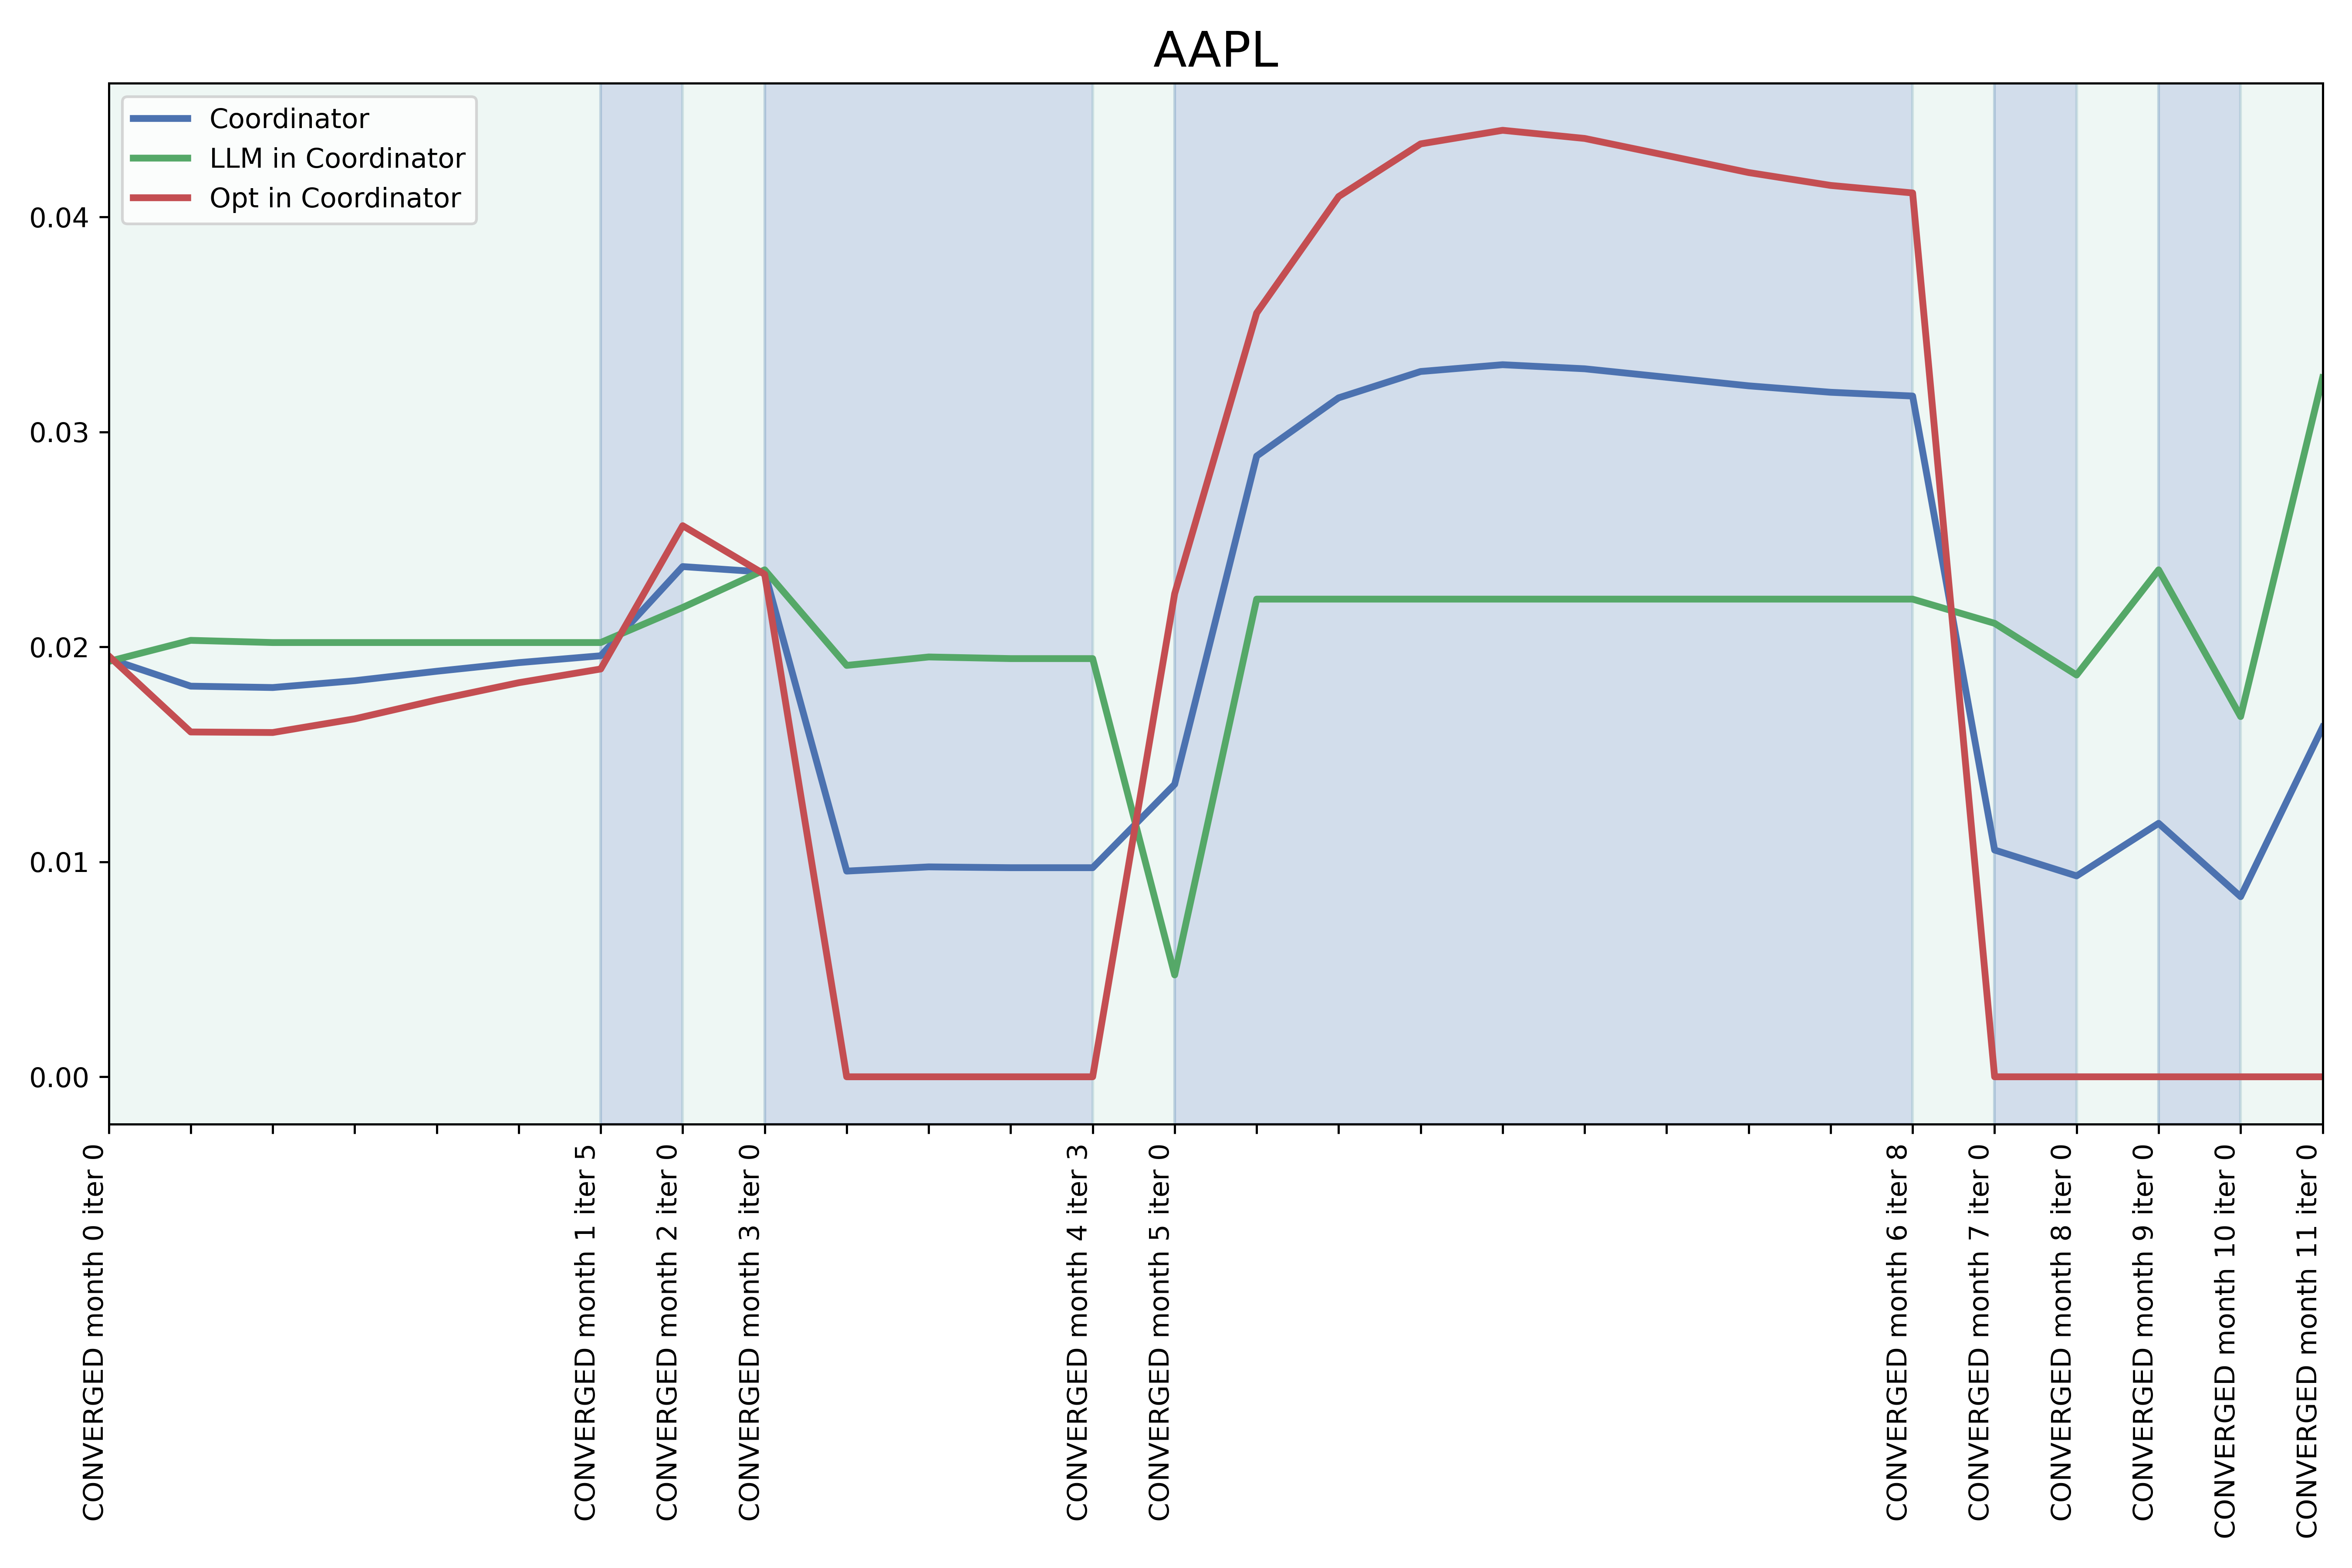 AAPL
Coordinator
LLM in Coordinator
Opt in Coordinator
0.04
0.03
0.02
0.01
0.00
CONVERGED month 0 iter 0
CONVERGED month 1 iter 5
CONVERGED month 2 iter 0
CONVERGED month 3 iter 0
CONVERGED month 4 iter 3
CONVERGED month 5 iter 0
CONVERGED month 6 iter 8
CONVERGED month 7 iter 0
CONVERGED month 8 iter 0
CONVERGED month 9 iter 0
CONVERGED month 10 iter 0
CONVERGED month 11 iter 0